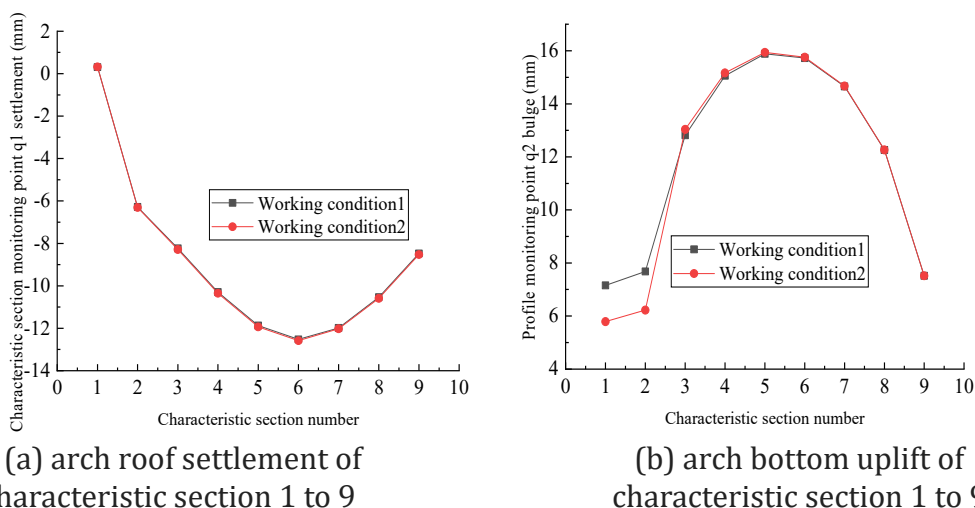 Characteristic section monitoring point q1 settlement (mm)
2
0
-2
-4
-6
-8
-10
-12
-14
0 1 2 3 4 5 6 7 8 9 10
Working condition1
Working condition2
Characteristic section number
(a) arch roof settlement of
haracteristic section 1 to 9
Profile monitoring point q2 bulge (mm)
16
14
12
10
8
6
4
0 1 2 3 4 5 6 7 8 9 10
Working condition1
Working condition2
Characteristic section number
(b) arch bottom uplift of
characteristic section 1 to 9